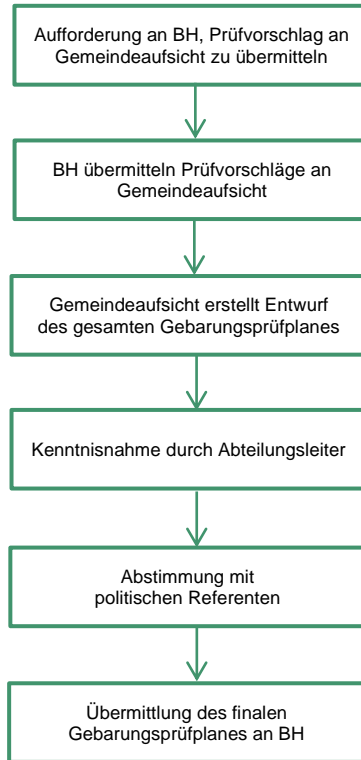 Aufforderung an BH, Prüfvorschlag an
Gemeindeaufsicht zu übermitteln
BH übermitteln Prüfvorschläge an
Gemeindeaufsicht
Gemeindeaufsicht erstellt Entwurf
des gesamten Gebarungsprüfplanes
Kenntnisnahme durch Abteilungsleiter
Abstimmung mit
politischen Referenten
Übermittlung des finalen
Gebarungsprüfplanes an BH